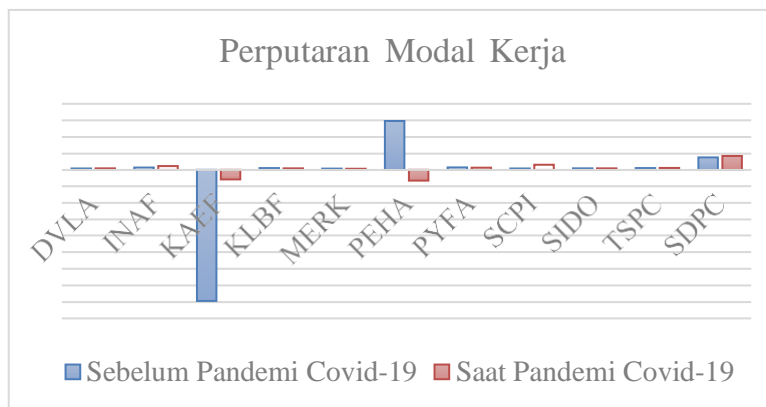 Perputaran Modal Kerja
DVLA
INAF
KAEF
KLBF
MERK
PEHA
PYFA
SCPI
SIDO
TSPC
SDPC
Sebelum Pandemi Covid-19 Saat Pandemi Covid-19